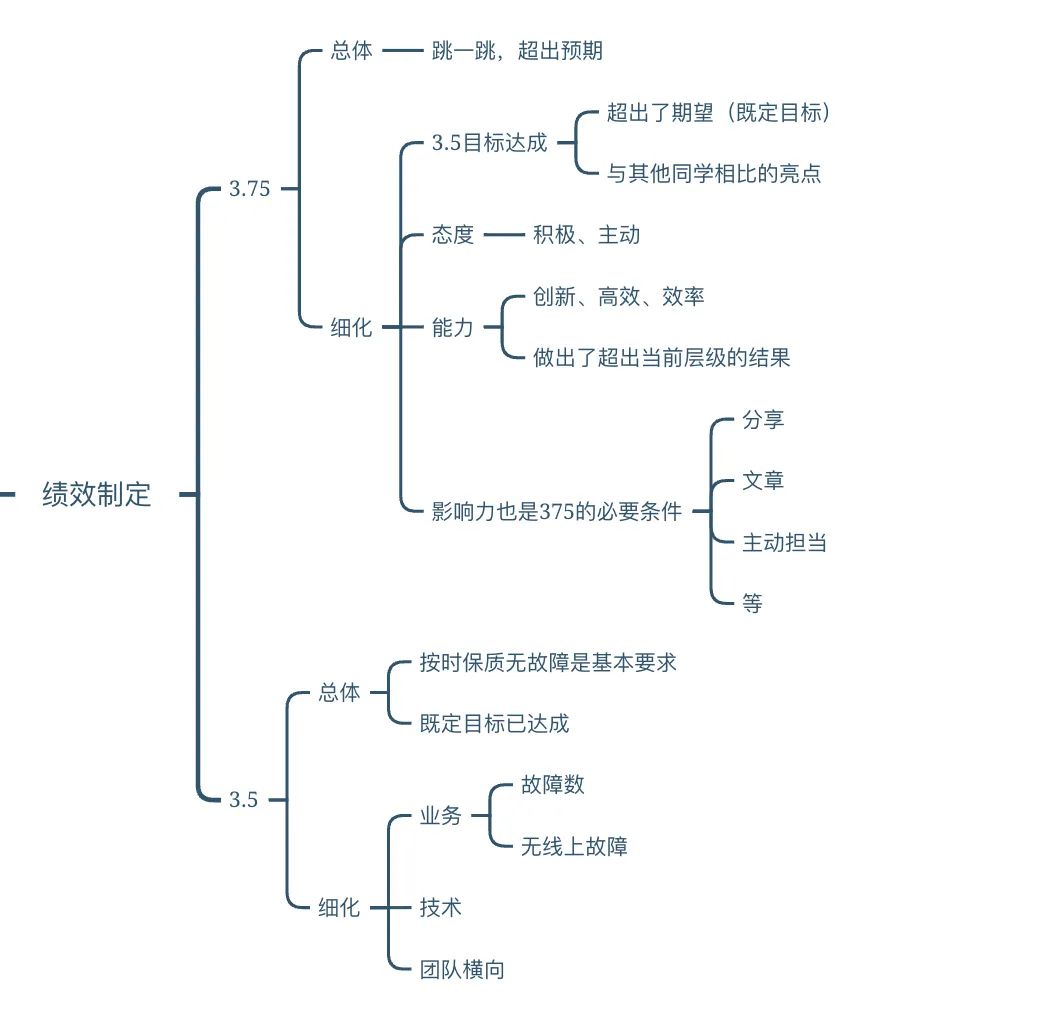 绩效制定
3.75
总体
跳一跳，超出预期
细化
3.5目标达成
超出了期望（既定目标）
与其他同学相比的亮点
态度
积极、主动
能力
创新、高效、效率
做出了超出当前层级的结果
影响力也是375的必要条件
分享
文章
主动担当
等
3.5
总体
按时保质无故障是基本要求
既定目标已达成
细化
业务
故障数
无线上故障
技术
团队横向